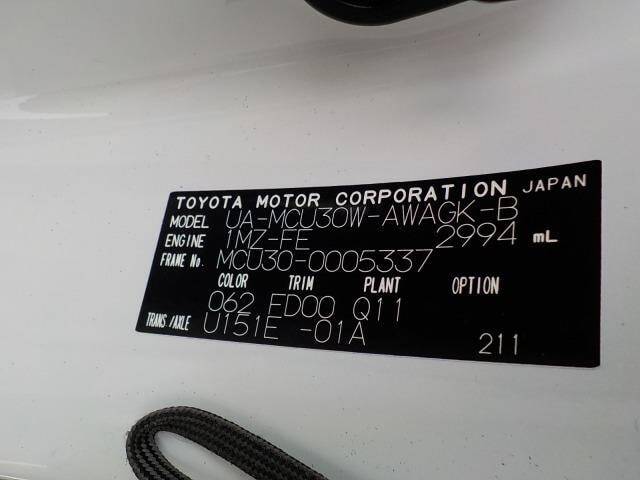 TOYOTA MOTOR CORPORATION JAPAN
MODEL UA-MCU30W-AWAGK-B
ENGINE 1MZ-FE 2994 mL
FRAME No. MCU30-0005337
COLOR TRIM PLANT OPTION
062 FD00 Q11
TRANS./AXLE U151E -01A
211